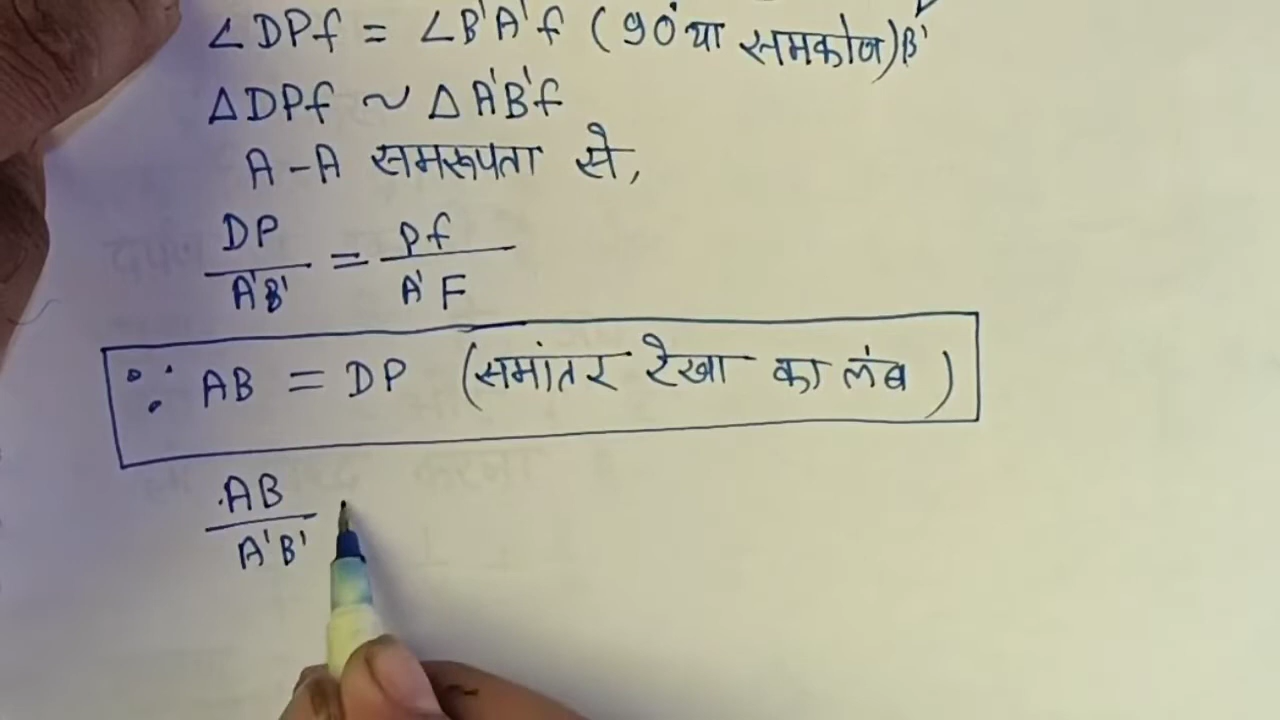 ∠DPf = ∠B'A'f (90° या समकोण) B'
ΔDPf ~ ΔA'B'f
A-A समरूपता से,
DP/A'B' = Pf/A'F
∵ AB = DP (समांतर रेखा का लंब)
AB/A'B'